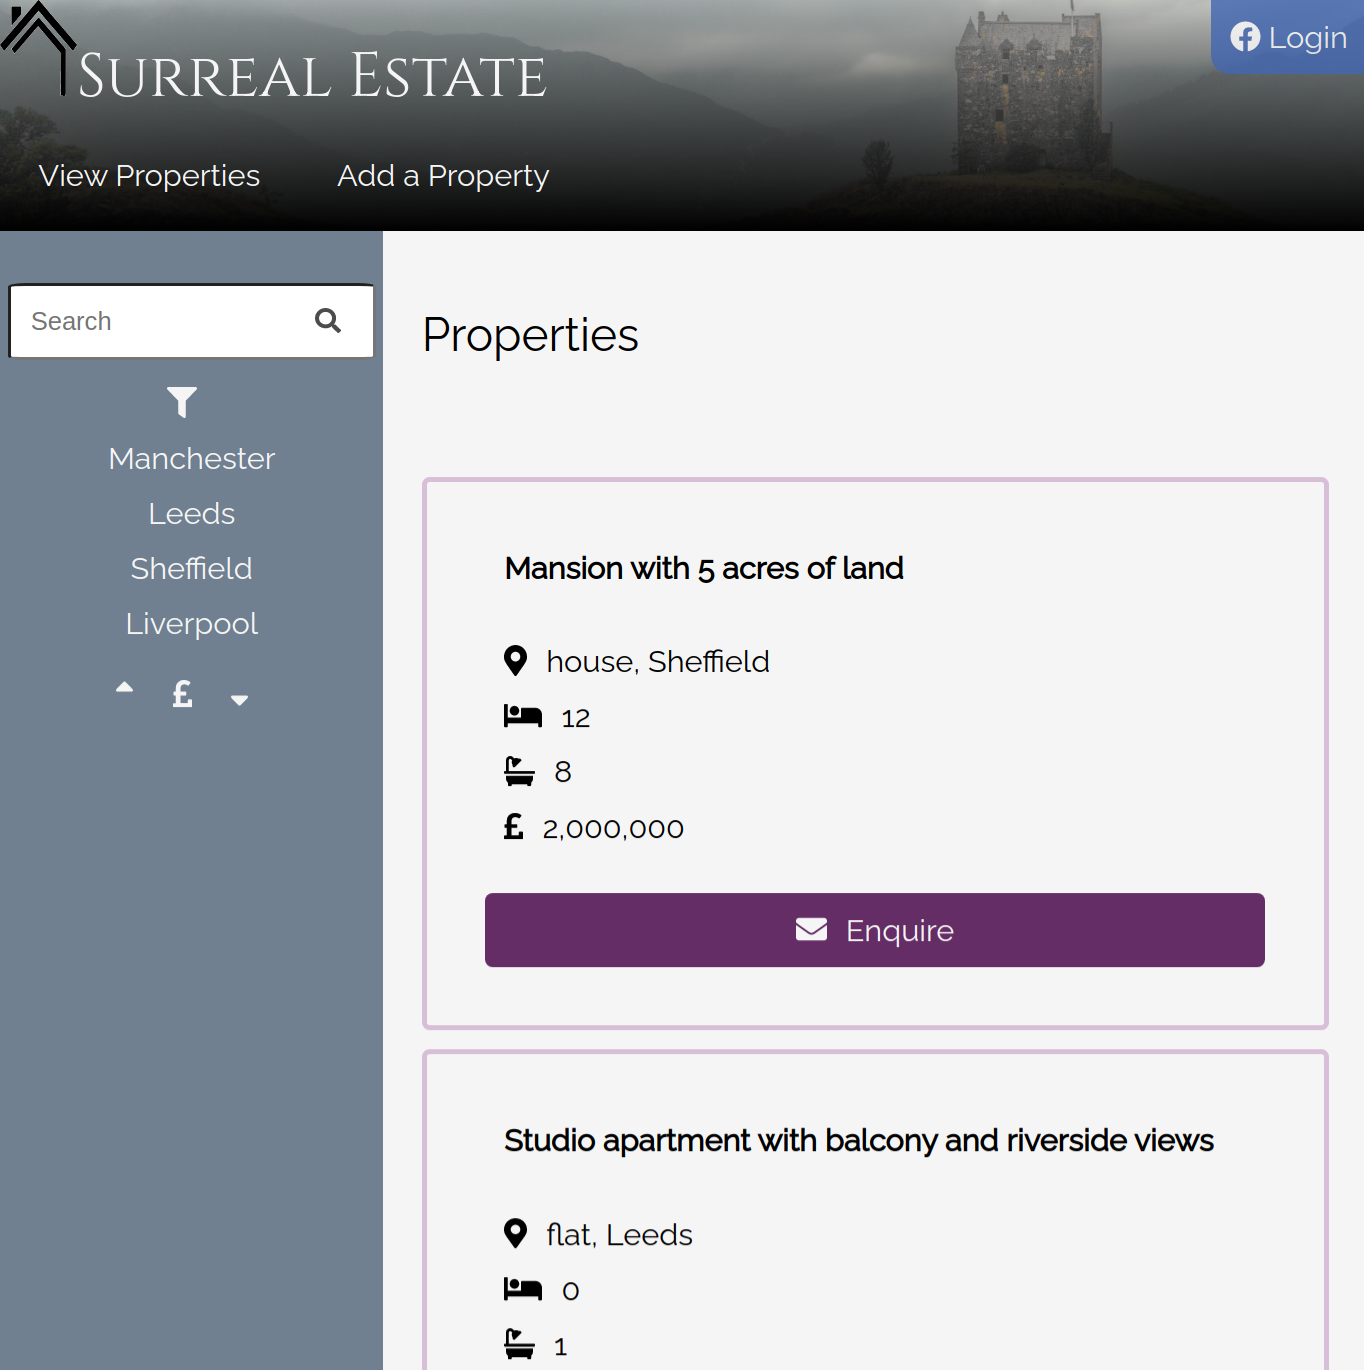 Surreal Estate
Login
View Properties
Add a Property
Search
Manchester
Leeds
Sheffield
Liverpool
£
Properties
Mansion with 5 acres of land
house, Sheffield
12
8
£ 2,000,000
Enquire
Studio apartment with balcony and riverside views
flat, Leeds
0
1